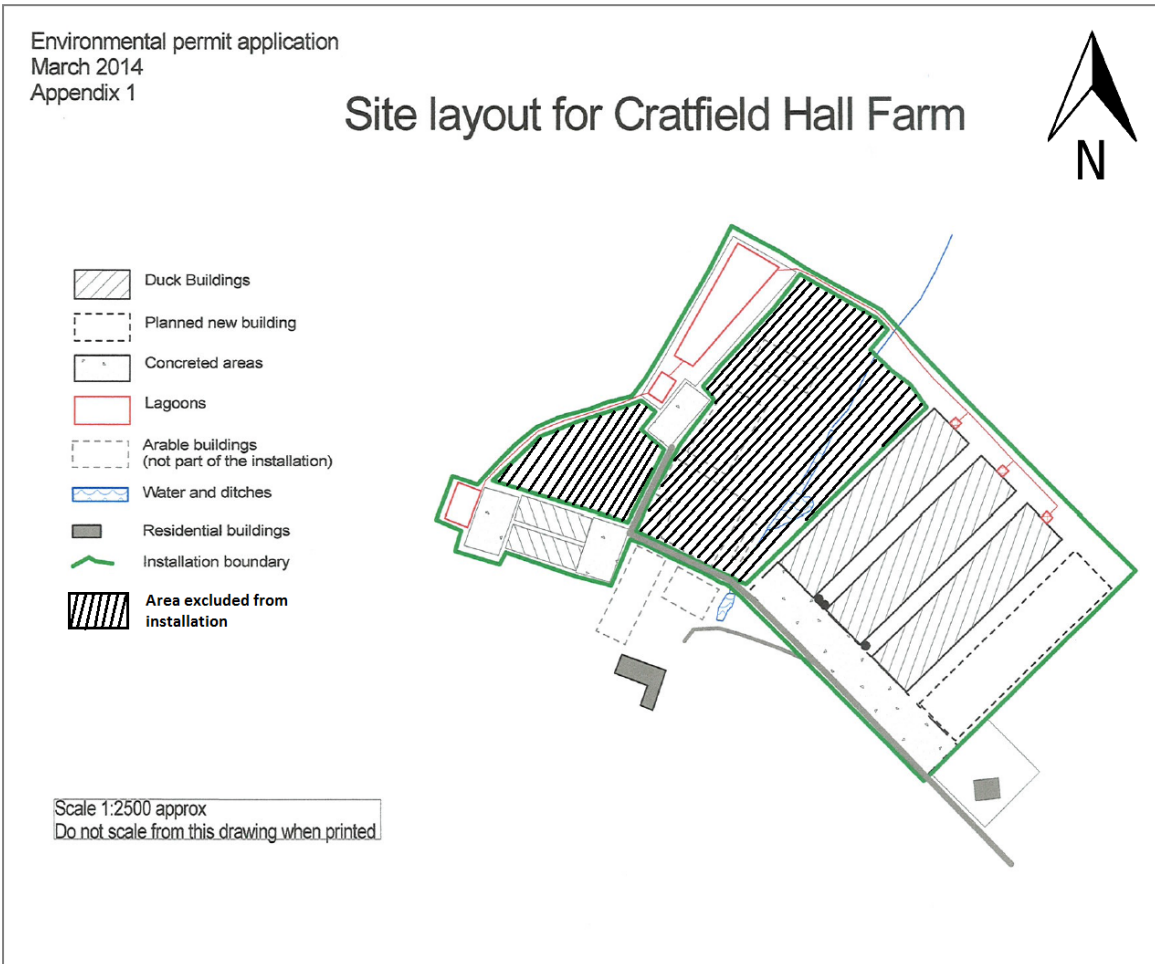 Environmental permit application
March 2014
Appendix 1
Site layout for Cratfield Hall Farm
N
Duck Buildings
Planned new building
Concreted areas
Lagoons
Arable buildings
(not part of the installation)
Water and ditches
Residential buildings
Installation boundary
Area excluded from
installation
Scale 1:2500 approx
Do not scale from this drawing when printed